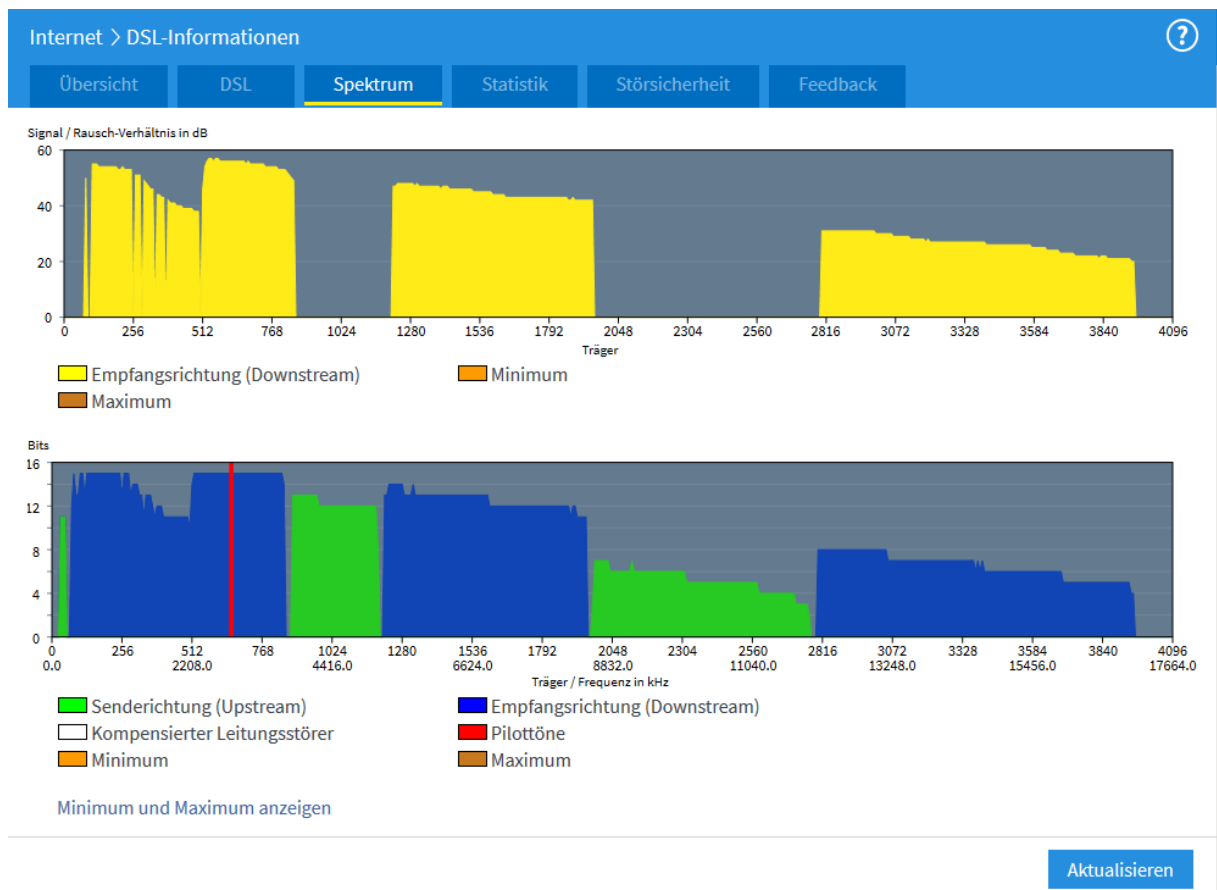 Internet > DSL-Informationen
?
Übersicht DSL Spektrum Statistik Störsicherheit Feedback
Signal / Rausch-Verhältnis in dB
60
40
20
0
0 256 512 768 1024 1280 1536 1792 2048 2304 2560 2816 3072 3328 3584 3840 4096
Träger
Empfangsrichtung (Downstream) Minimum
Maximum
Bits
16
12
8
4
0
0 256 512 768 1024 1280 1536 1792 2048 2304 2560 2816 3072 3328 3584 3840 4096
0.0 2208.0 4416.0 6624.0 8832.0 11040.0 13248.0 15456.0 17664.0
Träger / Frequenz in kHz
Senderichtung (Upstream) Empfangsrichtung (Downstream)
Kompensierter Leitungsstörer Pilottöne
Minimum Maximum
Minimum und Maximum anzeigen
Aktualisieren